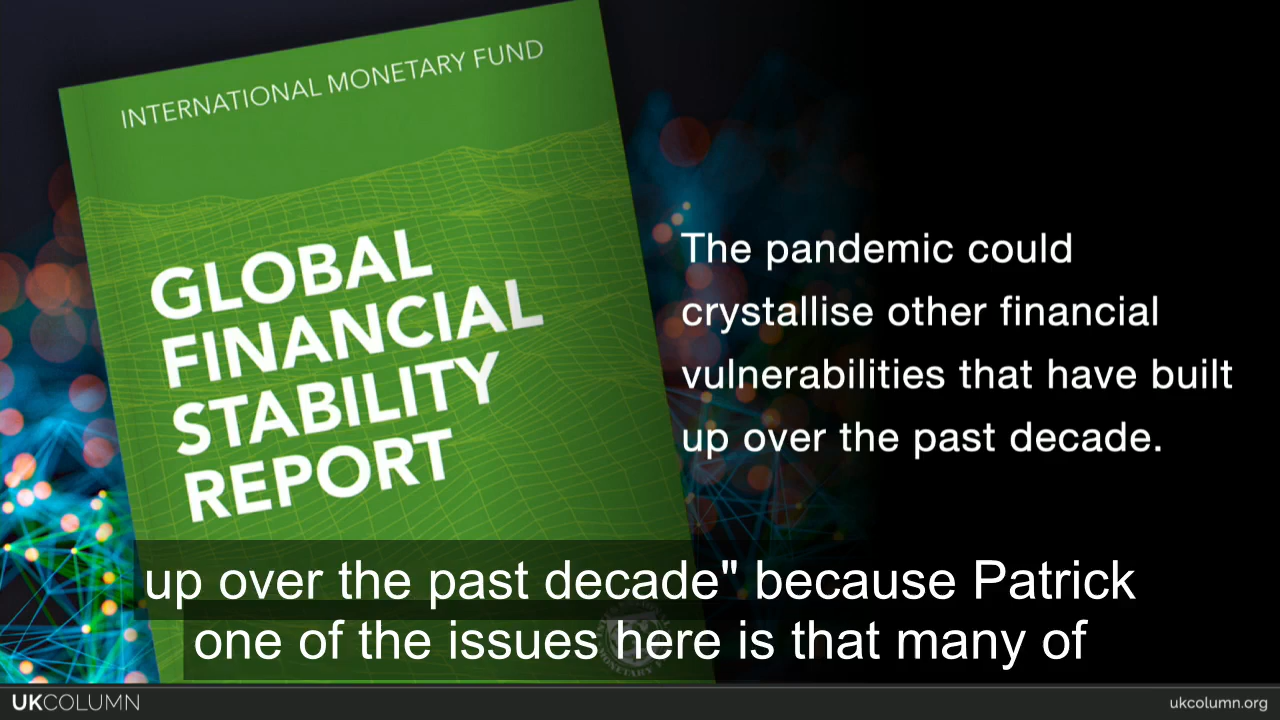 INTERNATIONAL MONETARY FUND
GLOBAL
FINANCIAL
STABILITY
REPORT
The pandemic could
crystallise other financial
vulnerabilities that have built
up over the past decade.
up over the past decade" because Patrick
one of the issues here is that many of
UKCOLUMN
ukcolumn.org